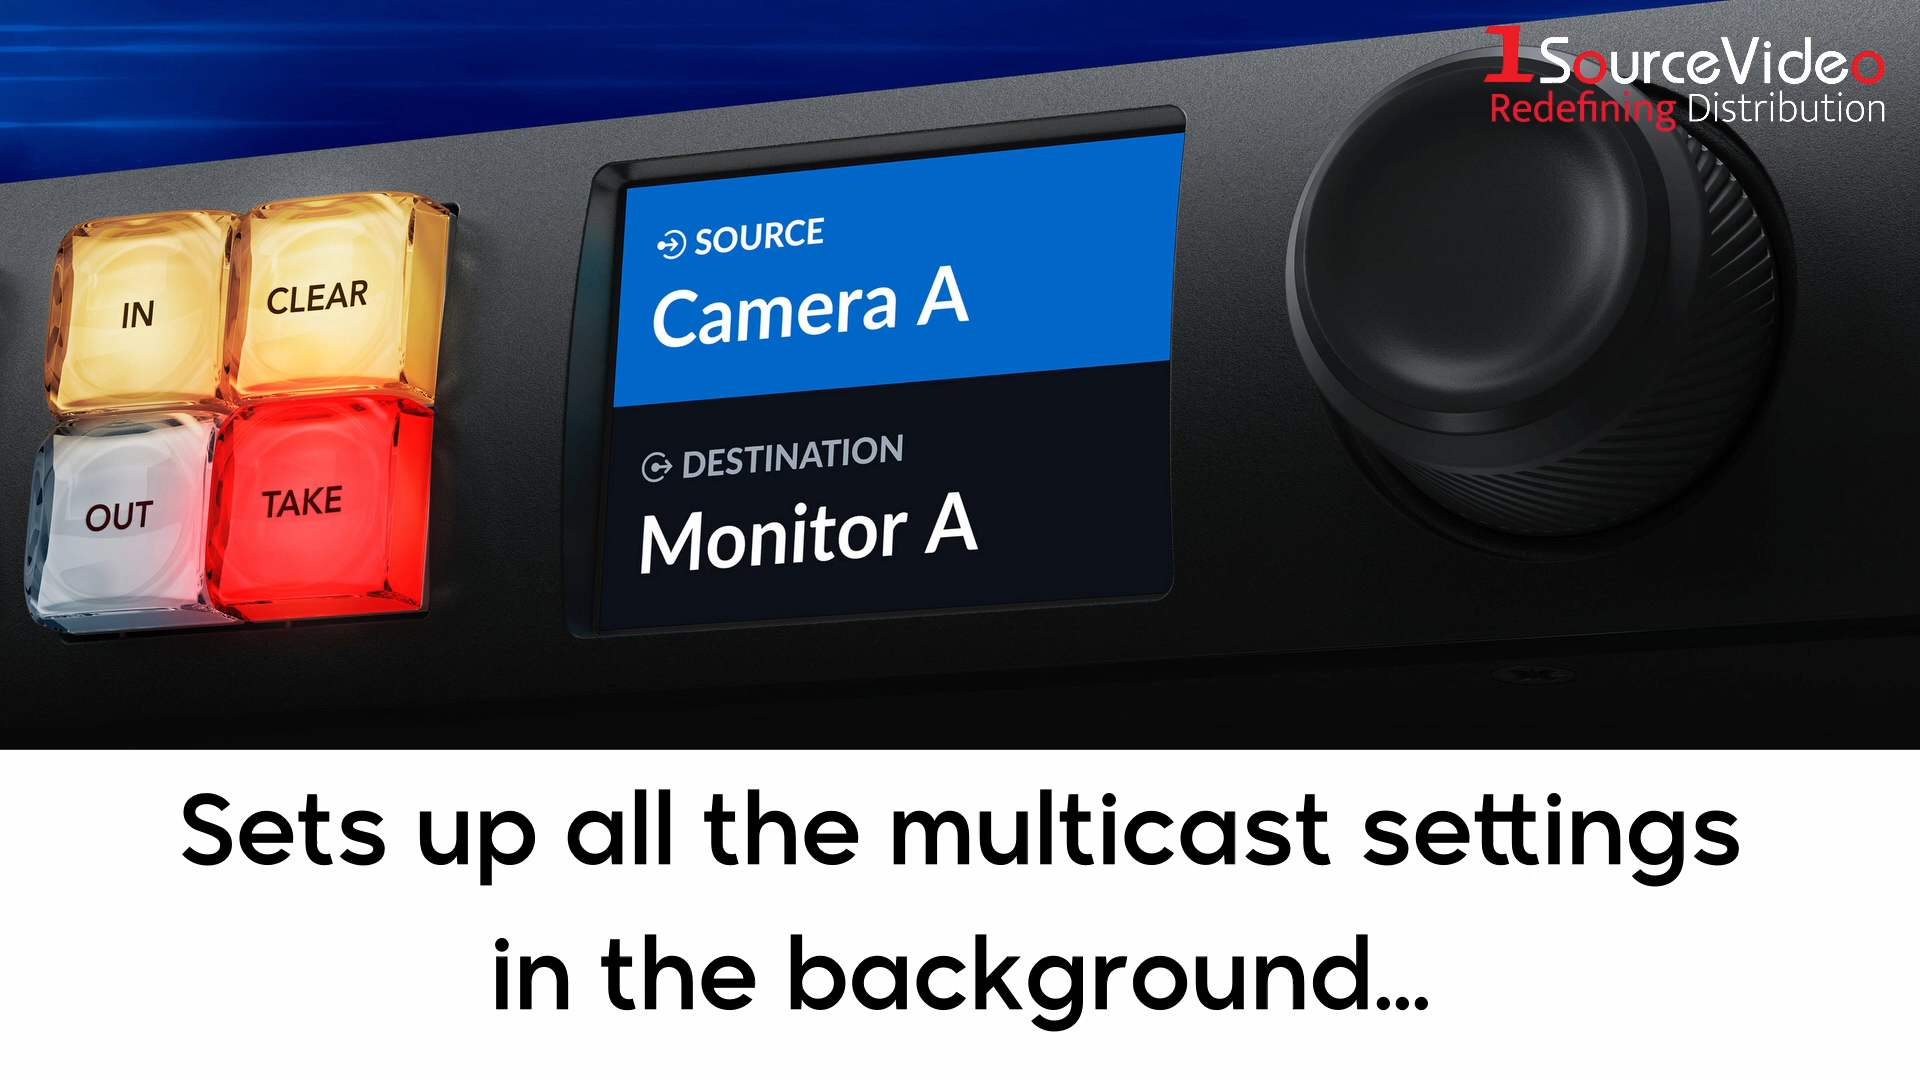 1SourceVideo
Redefining Distribution
IN
CLEAR
OUT
TAKE
SOURCE
Camera A
DESTINATION
Monitor A
Sets up all the multicast settings
in the background...